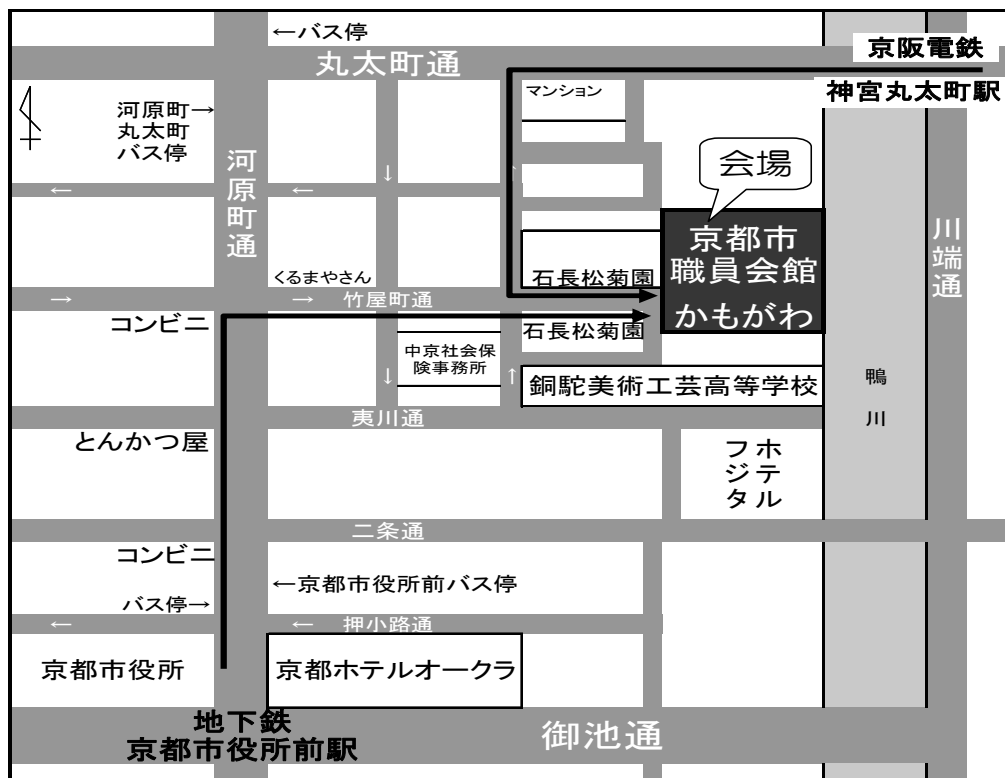 ←バス停
丸太町通
京阪電鉄
神宮丸太町駅
河原町→
丸太町
バス停
マンション
河原町通
↓
↑
会場
←
←
京都市
職員会館
かもがわ
川端通
石長松菊園
くるまやさん
→
→
竹屋町通
コンビニ
石長松菊園
中京社会保
険事務所
↓
↑
銅駝美術工芸高等学校
鴨川
夷川通
とんかつ屋
ホテル
フジタ
二条通
コンビニ
←京都市役所前バス停
バス停→
←
←
押小路通
京都市役所
京都ホテルオークラ
地下鉄
京都市役所前駅
御池通